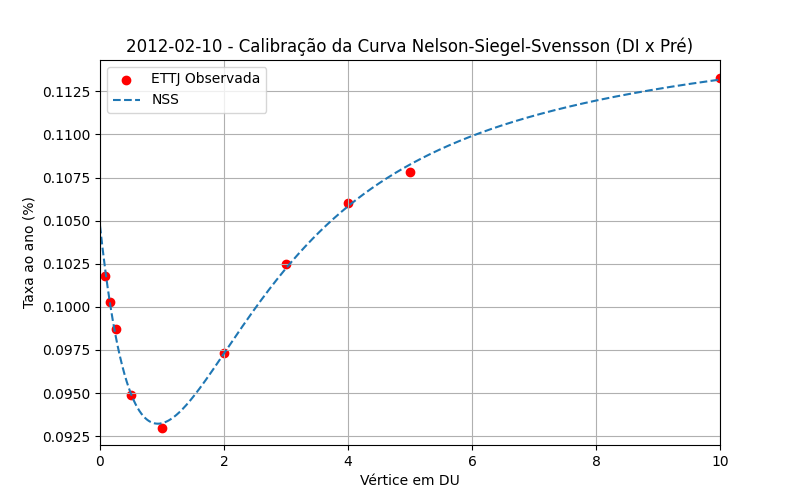 2012-02-10 - Calibração da Curva Nelson-Siegel-Svensson (DI x Pré)
ETTJ Observada
NSS
0.1125
0.1100
0.1075
0.1050
0.1025
0.1000
0.0975
0.0950
0.0925
Taxa ao ano (%)
0 2 4 6 8 10
Vértice em DU